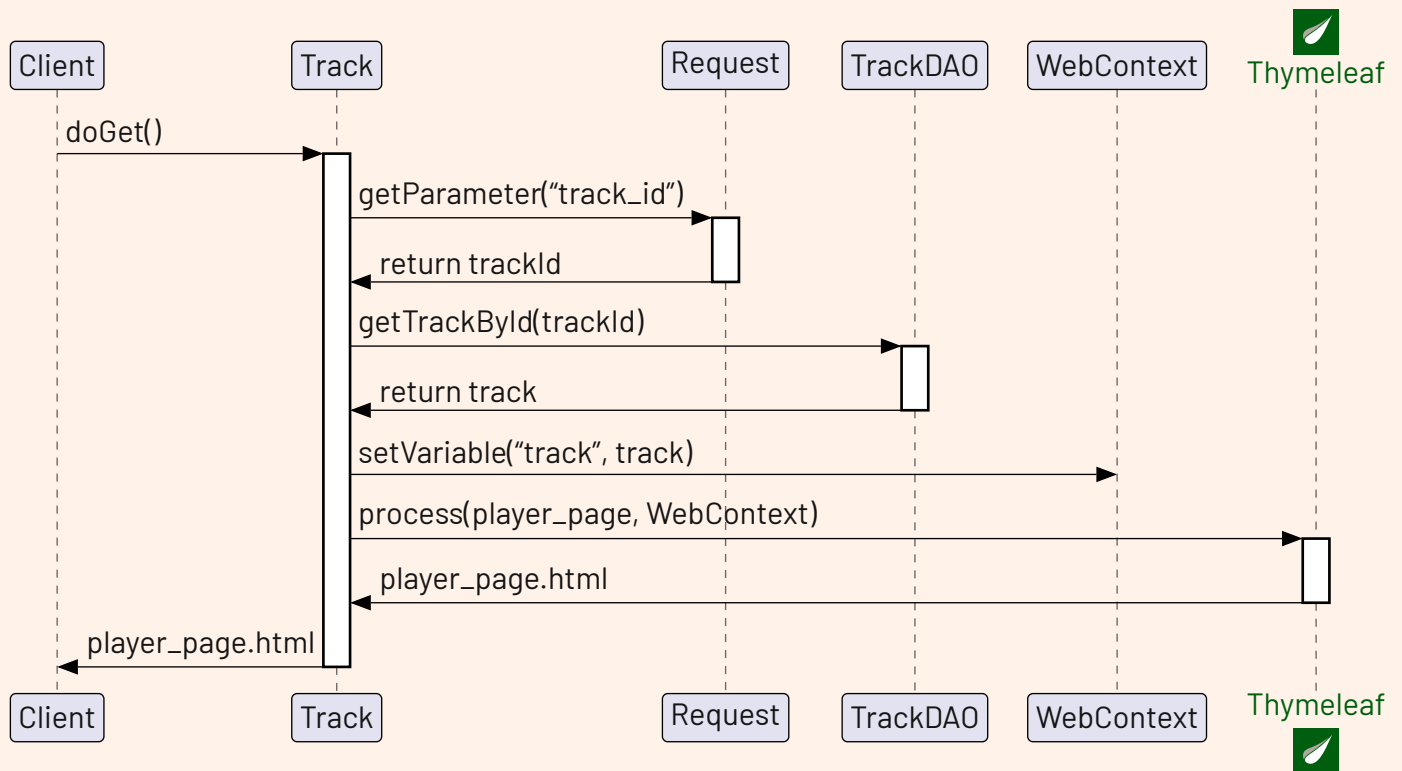 Client
Track
Request
TrackDAO
WebContext
Thymeleaf
doGet()
getParameter(“track_id”)
return trackId
getTrackById(trackId)
return track
setVariable(“track”, track)
process(player_page, WebContext)
player_page.html
player_page.html
Client
Track
Request
TrackDAO
WebContext
Thymeleaf